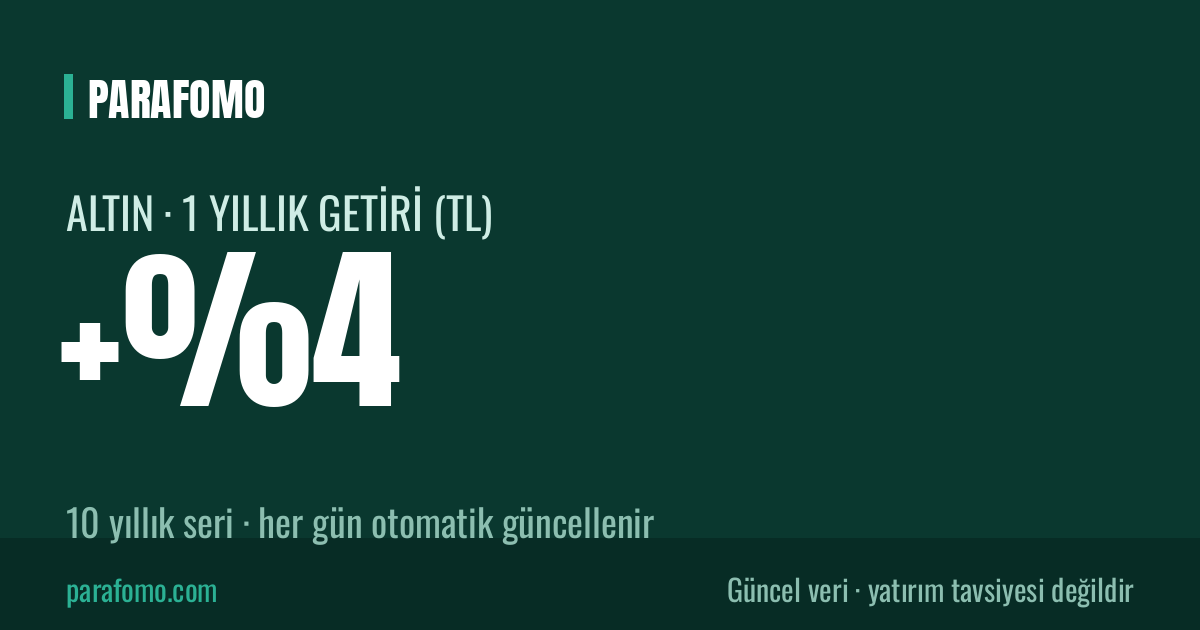 PARAFOMO
ALTIN · 1 YILLIK GETİRİ (TL)
+%4
10 yıllık seri · her gün otomatik güncellenir
parafomo.com
Güncel veri · yatırım tavsiyesi değildir